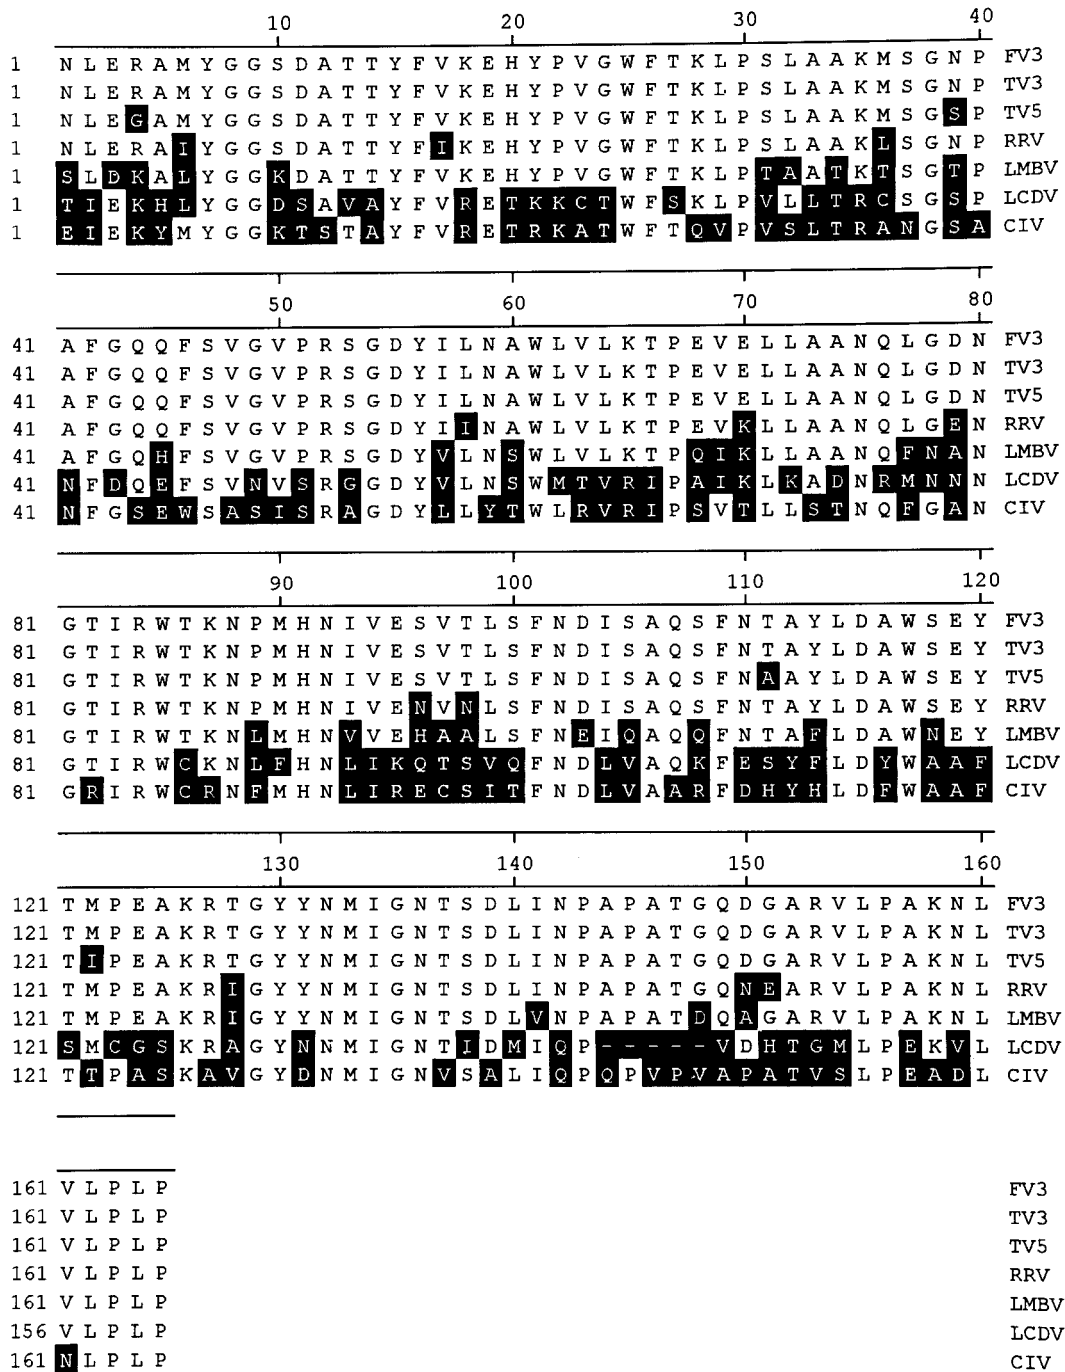 10 20 30 40
1 N L E R A M Y G G S D A T T Y F V K E H Y P V G W F T K L P S L A A K M S G N P FV3
1 N L E R A M Y G G S D A T T Y F V K E H Y P V G W F T K L P S L A A K M S G N P TV3
1 N L E G A M Y G G S D A T T Y F V K E H Y P V G W F T K L P S L A A K M S G S P TV5
1 N L E R A I Y G G S D A T T Y F I K E H Y P V G W F T K L P S L A A K L S G N P RRV
1 S L D K A L Y G G K D A T T Y F V K E H Y P V G W F T K L P T A A T K T S G T P LMBV
1 T I E K H L Y G G D S A V A Y F V R E T K K C T W F S K L P V L L T R C S G S P LCDV
1 E I E K Y M Y G G K T S T A Y F V R E T R K A T W F T Q V P V S L T R A N G S A CIV
50 60 70 80
41 A F G Q Q F S V G V P R S G D Y I L N A W L V L K T P E V E L L A A N Q L G D N FV3
41 A F G Q Q F S V G V P R S G D Y I L N A W L V L K T P E V E L L A A N Q L G D N TV3
41 A F G Q Q F S V G V P R S G D Y I L N A W L V L K T P E V E L L A A N Q L G D N TV5
41 A F G Q Q F S V G V P R S G D Y I I N A W L V L K T P E V K L L A A N Q L G E N RRV
41 A F G Q H F S V G V P R S G D Y V L N S W L V L K T P Q I K L L A A N Q F N A N LMBV
41 N F D Q E F S V N V S R G G D Y V L N S W M T V R I P A I K L K A D N R M N N N LCDV
41 N F G S E W S A S I S R A G D Y L L Y T W L R V R I P S V T L L S T N Q F G A N CIV
90 100 110 120
81 G T I R W T K N P M H N I V E S V T L S F N D I S A Q S F N T A Y L D A W S E Y FV3
81 G T I R W T K N P M H N I V E S V T L S F N D I S A Q S F N T A Y L D A W S E Y TV3
81 G T I R W T K N P M H N I V E S V T L S F N D I S A Q S F N A A Y L D A W S E Y TV5
81 G T I R W T K N P M H N I V E N V N L S F N D I S A Q S F N T A Y L D A W S E Y RRV
81 G T I R W T K N L M H N V V E H A A L S F N E I Q A Q Q F N T A F L D A W N E Y LMBV
81 G T I R W C K N L F H N L I K Q T S V Q F N D L V A Q K F E S Y F L D Y W A A F LCDV
81 G R I R W C R N F M H N L I R E C S I T F N D L V A A R F D H Y H L D F W A A F CIV
130 140 150 160
121 T M P E A K R T G Y Y N M I G N T S D L I N P A P A T G Q D G A R V L P A K N L FV3
121 T M P E A K R T G Y Y N M I G N T S D L I N P A P A T G Q D G A R V L P A K N L TV3
121 T I P E A K R T G Y Y N M I G N T S D L I N P A P A T G Q D G A R V L P A K N L TV5
121 T M P E A K R I G Y Y N M I G N T S D L I N P A P A T G Q N E A R V L P A K N L RRV
121 T M P E A K R I G Y Y N M I G N T S D L V N P A P A T D Q A G A R V L P A K N L LMBV
121 S M C G S K R A G Y N N M I G N T I D M I Q P - - - - - V D H T G M L P E K V L LCDV
121 T T P A S K A V G Y D N M I G N V S A L I Q P Q P V P V A P A T V S L P E A D L CIV
161 V L P L P FV3
161 V L P L P TV3
161 V L P L P TV5
161 V L P L P RRV
161 V L P L P LMBV
156 V L P L P LCDV
161 N L P L P CIV